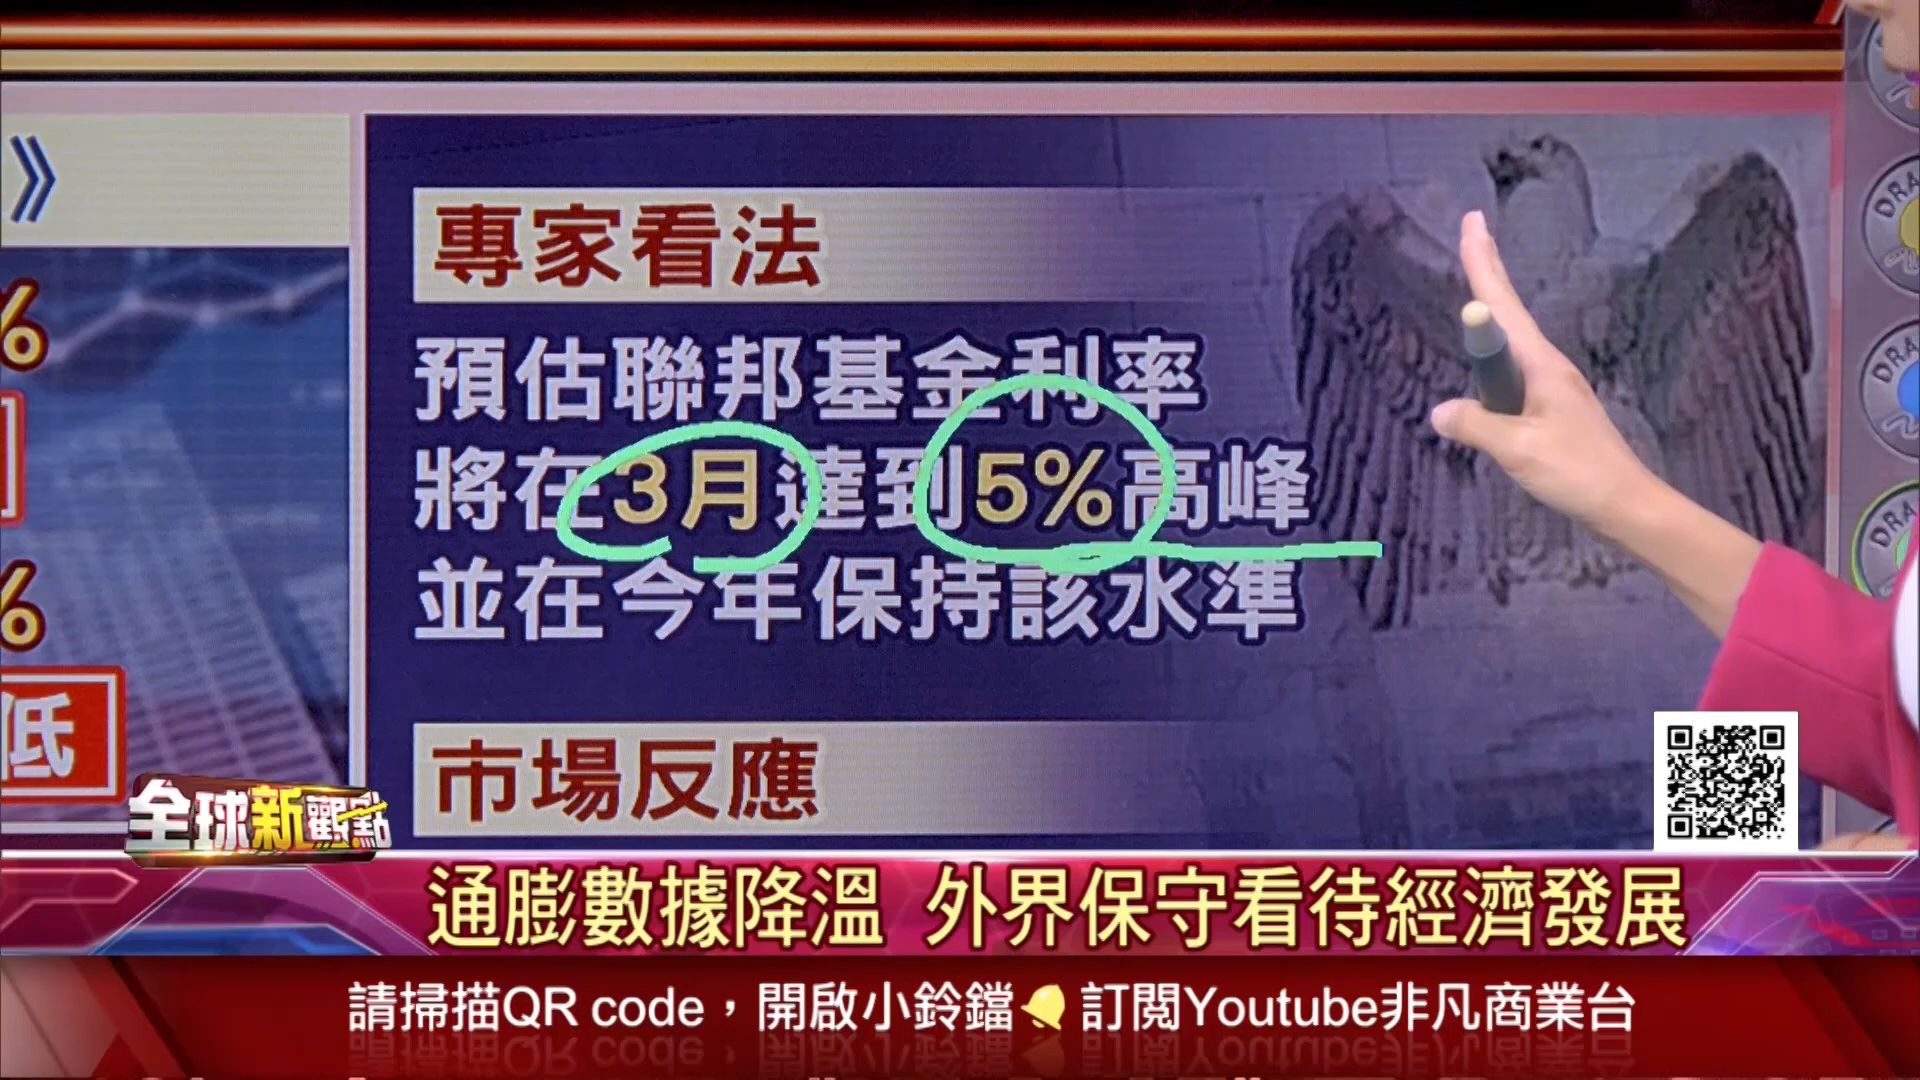 》
專家看法
預估聯邦基金利率
將在3月達到5%高峰
並在今年保持該水準
%
%
低
市場反應
全球新觀點
通膨數據降溫 外界保守看待經濟發展
請掃描QR code，開啟小鈴鐺🔔訂閱Youtube非凡商業台